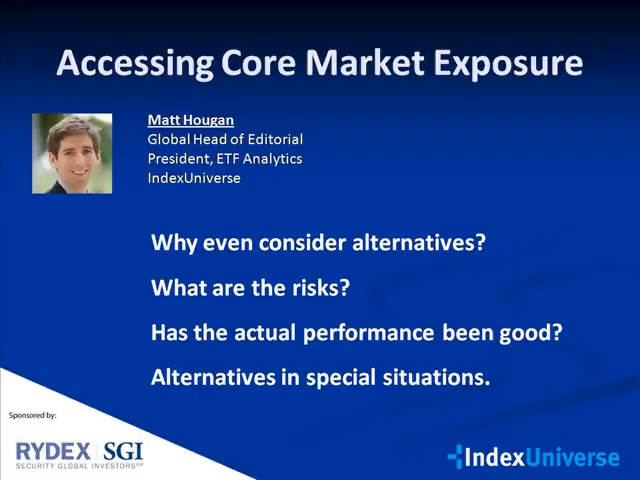 Accessing Core Market Exposure
Matt Hougan
Global Head of Editorial
President, ETF Analytics
IndexUniverse
Why even consider alternatives?
What are the risks?
Has the actual performance been good?
Alternatives in special situations.
Sponsored by:
RYDEX | SGI
SECURITY GLOBAL INVESTORS℠
IndexUniverse